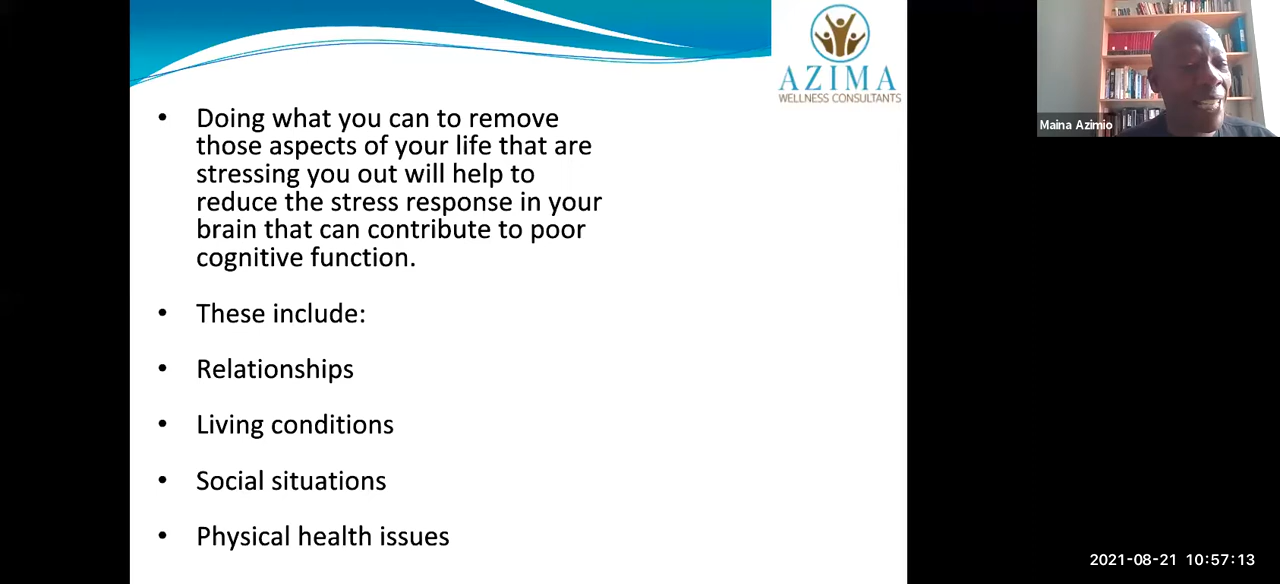 AZIMA
WELLNESS CONSULTANTS
• Doing what you can to remove
those aspects of your life that are
stressing you out will help to
reduce the stress response in your
brain that can contribute to poor
cognitive function.
• These include:
• Relationships
• Living conditions
• Social situations
• Physical health issues
Maina Azimio
2021-08-21 10:57:13